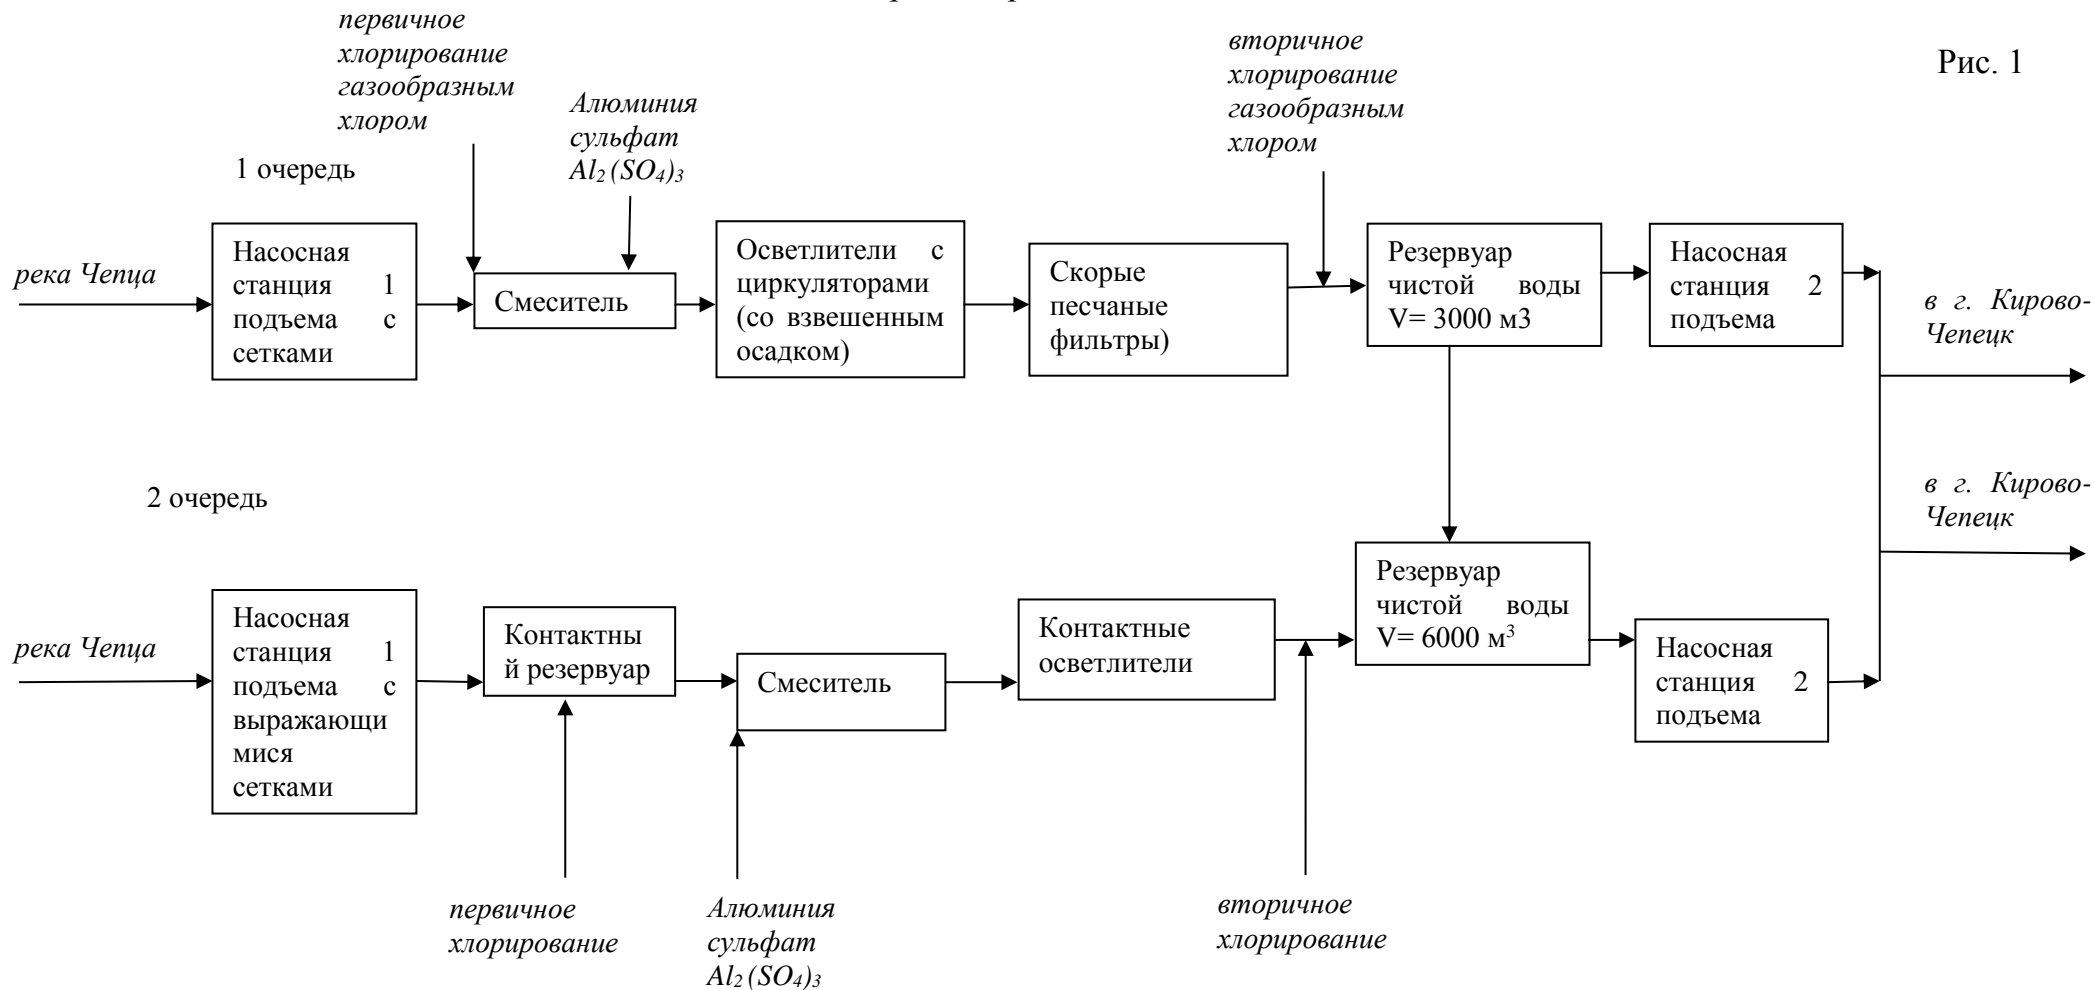 первичное
хлорирование
газообразным
хлором
Алюминия
сульфат
Al₂(SO₄)₃
вторичное
хлорирование
газообразным
хлором
Рис. 1
1 очередь
река Чепца
Насосная
станция 1
подъема с
сетками
Смеситель
Осветлители с
циркуляторами
(со взвешенным
осадком)
Скорые
песчаные
фильтры)
Резервуар
чистой воды
V= 3000 м3
Насосная
станция 2
подъема
в г. Кирово-
Чепецк
2 очередь
в г. Кирово-
Чепецк
река Чепца
Насосная
станция 1
подъема с
выражающи
мися
сетками
Контактны
й резервуар
Смеситель
Контактные
осветлители
Резервуар
чистой воды
V= 6000 м³
Насосная
станция 2
подъема
первичное
хлорирование
Алюминия
сульфат
Al₂(SO₄)₃
вторичное
хлорирование